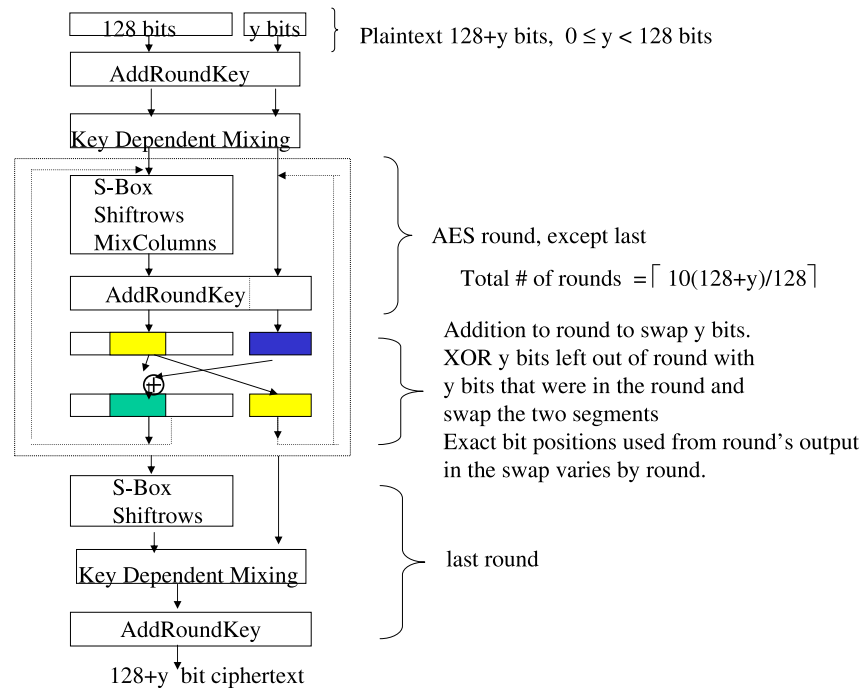 128 bits
y bits
Plaintext 128+y bits, 0 ≤ y < 128 bits
AddRoundKey
Key Dependent Mixing
S-Box
Shiftrows
MixColumns
AES round, except last
Total # of rounds = ⌈ 10(128+y)/128⌉
AddRoundKey
Addition to round to swap y bits.
XOR y bits left out of round with
y bits that were in the round and
swap the two segments
Exact bit positions used from round's output
in the swap varies by round.
S-Box
Shiftrows
last round
Key Dependent Mixing
AddRoundKey
128+y bit ciphertext